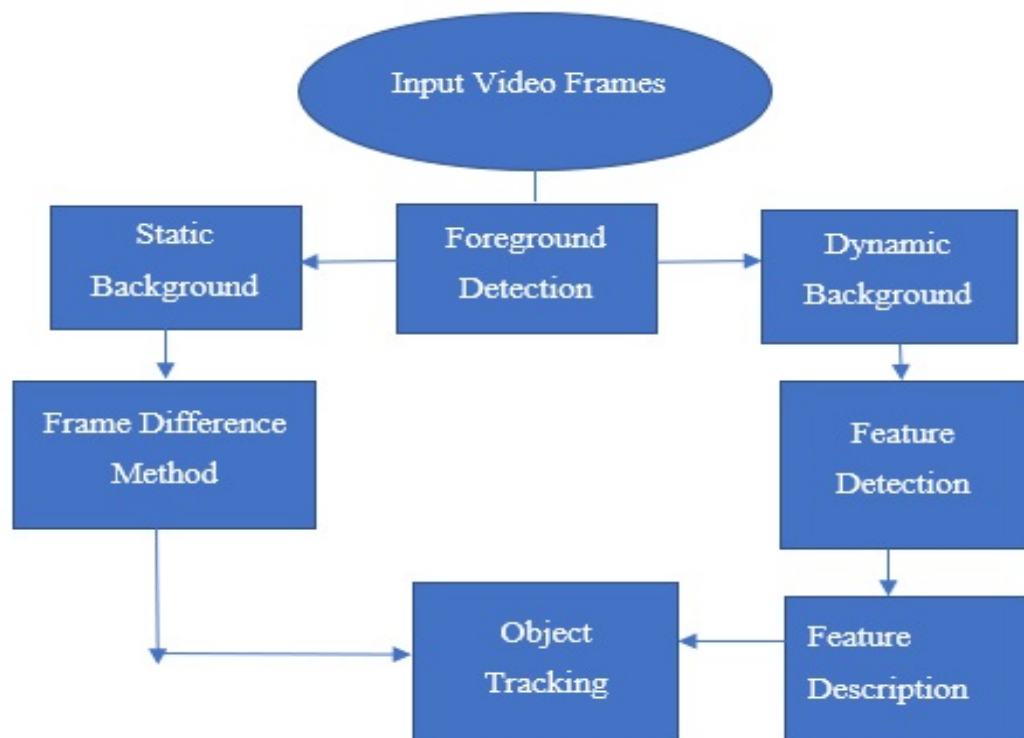 Input Video Frames
Static
Background
Foreground
Detection
Dynamic
Background
Frame Difference
Method
Feature
Detection
Object
Tracking
Feature
Description